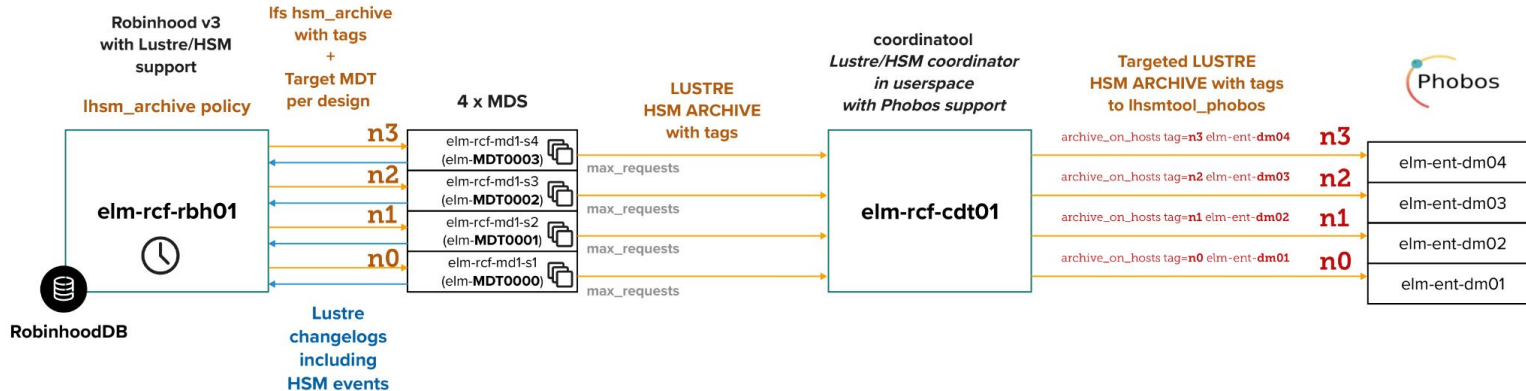 Robinhood v3
with Lustre/HSM
support
lhsm_archive policy
elm-rcf-rbh01
RobinhoodDB
lfs hsm_archive
with tags
+
Target MDT
per design
n3
n2
n1
n0
Lustre
changelogs
including
HSM events
4 x MDS
elm-rcf-md1-s4
(elm-MDT0003)
elm-rcf-md1-s3
(elm-MDT0002)
elm-rcf-md1-s2
(elm-MDT0001)
elm-rcf-md1-s1
(elm-MDT0000)
LUSTRE
HSM ARCHIVE
with tags
max_requests
max_requests
max_requests
max_requests
coordinatool
Lustre/HSM coordinator
in userspace
with Phobos support
elm-rcf-cdt01
Targeted LUSTRE
HSM ARCHIVE with tags
to lhsmtool_phobos
archive_on_hosts tag=n3 elm-ent-dm04 n3
archive_on_hosts tag=n2 elm-ent-dm03 n2
archive_on_hosts tag=n1 elm-ent-dm02 n1
archive_on_hosts tag=n0 elm-ent-dm01 n0
Phobos
elm-ent-dm04
elm-ent-dm03
elm-ent-dm02
elm-ent-dm01